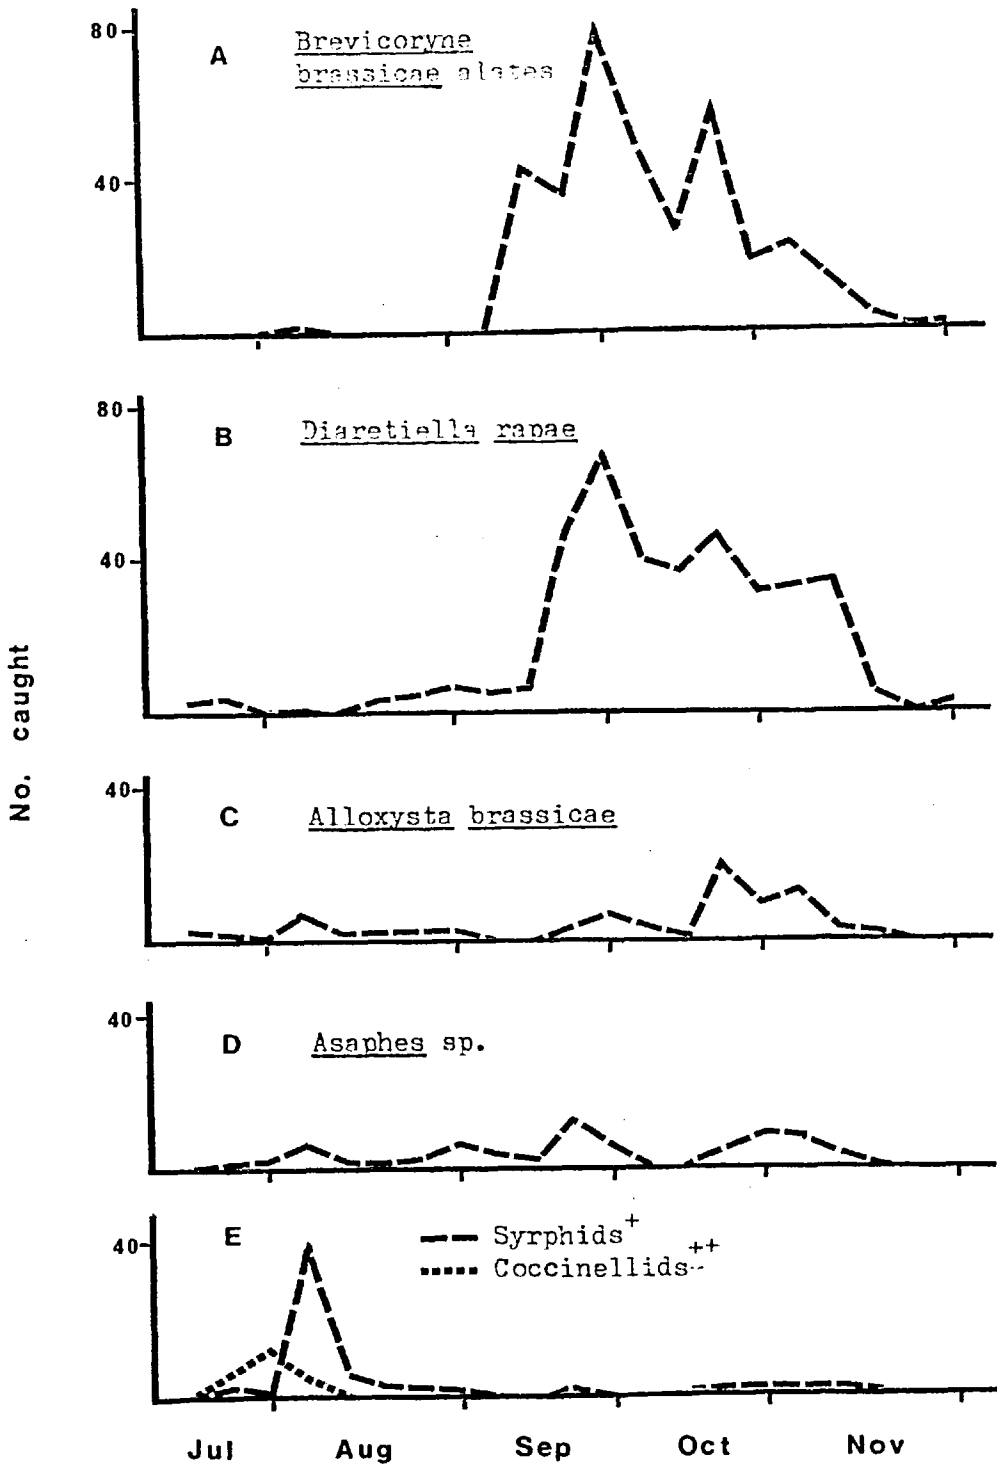 80
40
A
Brevicoryne
brassicae alates
80
40
B
Diaretiella rapae
No. caught
40
C
Alloxysta brassicae
40
D
Asaphes sp.
40
E
Syrphids+
Coccinellids++
Jul Aug Sep Oct Nov